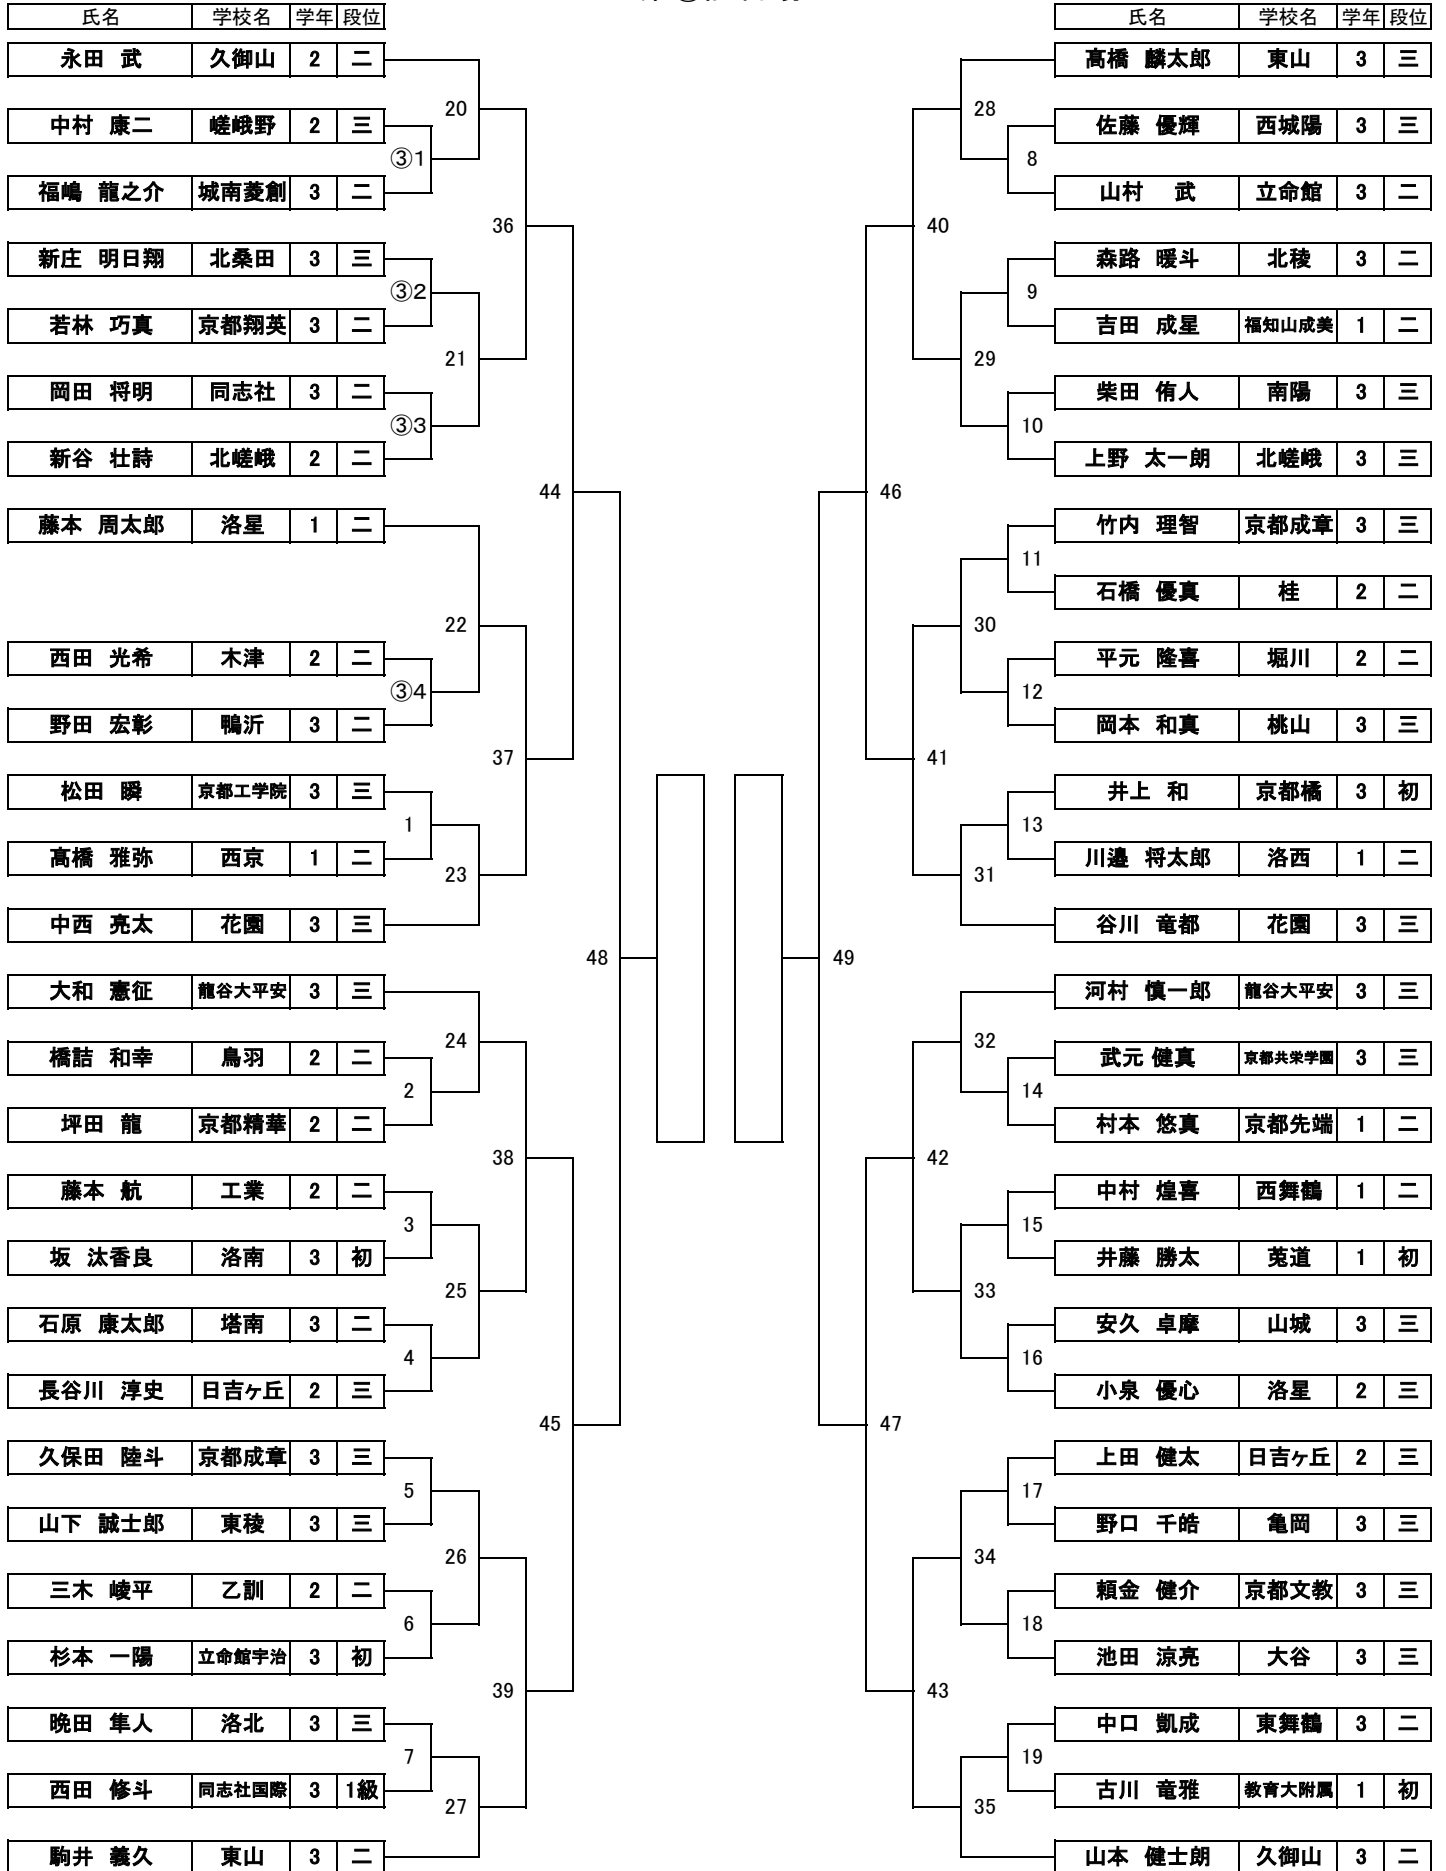 氏名 学校名 学年 段位
永田 武 久御山 2 二
20
中村 康二 嵯峨野 2 三
③1
福嶋 龍之介 城南菱創 3 二
36
新庄 明日翔 北桑田 3 三
③2
若林 巧真 京都翔英 3 二
21
岡田 将明 同志社 3 二
③3
新谷 壮詩 北嵯峨 2 二
44
藤本 周太郎 洛星 1 二
22
西田 光希 木津 2 二
③4
野田 宏彰 鴨沂 3 二
37
松田 瞬 京都工学院 3 三
1
髙橋 雅弥 西京 1 二
23
中西 亮太 花園 3 三
48
大和 憲征 龍谷大平安 3 三
24
橋詰 和幸 鳥羽 2 二
2
坪田 龍 京都精華 2 二
38
藤本 航 工業 2 二
3
坂 汰香良 洛南 3 初
25
石原 康太郎 塔南 3 二
4
長谷川 淳史 日吉ヶ丘 2 三
45
久保田 陸斗 京都成章 3 三
5
山下 誠士郎 東稜 3 三
26
三木 崚平 乙訓 2 二
6
杉本 一陽 立命館宇治 3 初
39
晩田 隼人 洛北 3 三
7
西田 修斗 同志社国際 3 1級
27
駒井 義久 東山 3 二
氏名 学校名 学年 段位
髙橋 麟太郎 東山 3 三
28
佐藤 優輝 西城陽 3 三
8
山村 武 立命館 3 二
40
森路 暖斗 北稜 3 二
9
吉田 成星 福知山成美 1 二
29
柴田 侑人 南陽 3 三
10
上野 太一朗 北嵯峨 3 三
46
竹内 理智 京都成章 3 三
11
石橋 優真 桂 2 二
30
平元 隆喜 堀川 2 二
12
岡本 和真 桃山 3 三
41
井上 和 京都橘 3 初
13
川邉 将太郎 洛西 1 二
31
谷川 竜都 花園 3 三
49
河村 慎一郎 龍谷大平安 3 三
32
武元 健真 京都共栄学園 3 三
14
村本 悠真 京都先端 1 二
42
中村 煌喜 西舞鶴 1 二
15
井藤 勝太 莵道 1 初
33
安久 卓摩 山城 3 三
16
小泉 優心 洛星 2 三
47
上田 健太 日吉ヶ丘 2 三
17
野口 千皓 亀岡 3 三
34
頼金 健介 京都文教 3 三
18
池田 涼亮 大谷 3 三
43
中口 凱成 東舞鶴 3 二
19
古川 竜雅 教育大附属 1 初
35
山本 健士朗 久御山 3 二